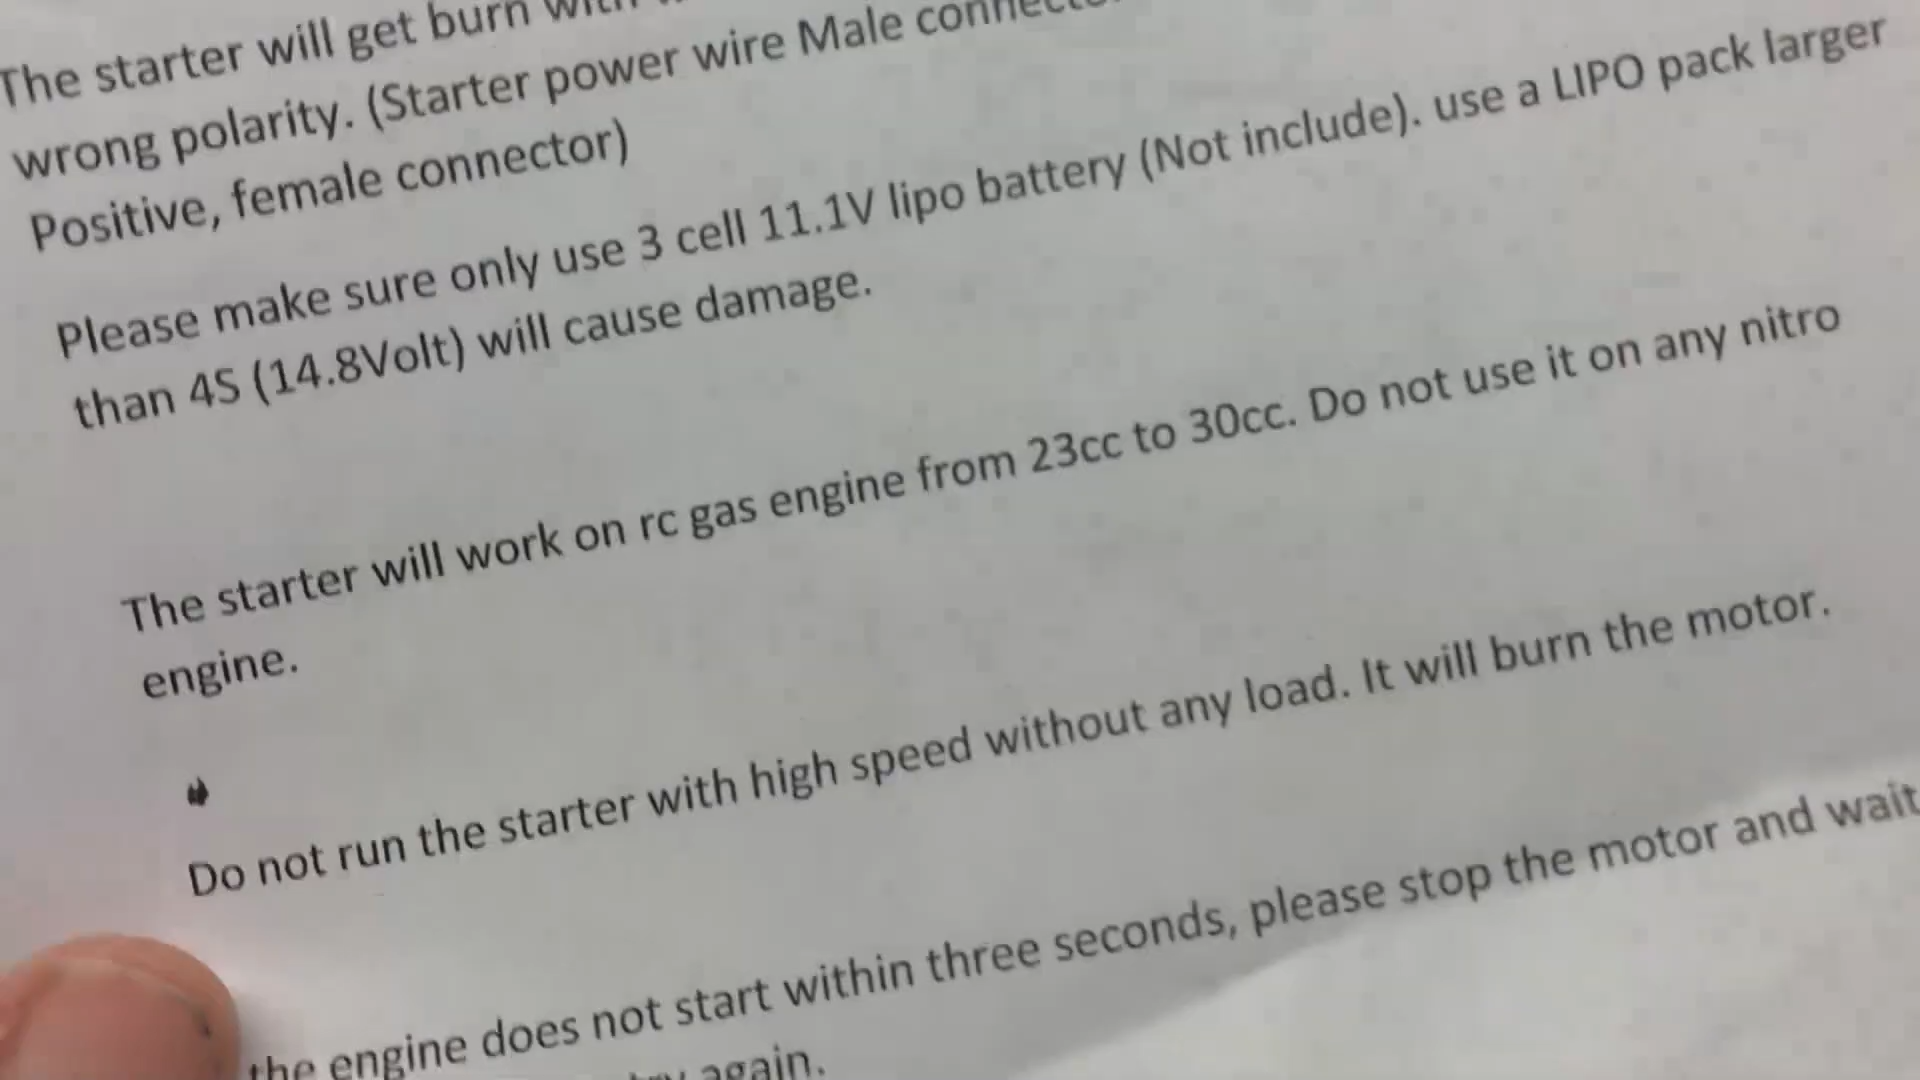 The starter will get burn with
wrong polarity. (Starter power wire Male connector
Positive, female connector)
Please make sure only use 3 cell 11.1V lipo battery (Not include). use a LIPO pack larger
than 4S (14.8Volt) will cause damage.
The starter will work on rc gas engine from 23cc to 30cc. Do not use it on any nitro
engine.
Do not run the starter with high speed without any load. It will burn the motor.
the engine does not start within three seconds, please stop the motor and wait
try again.